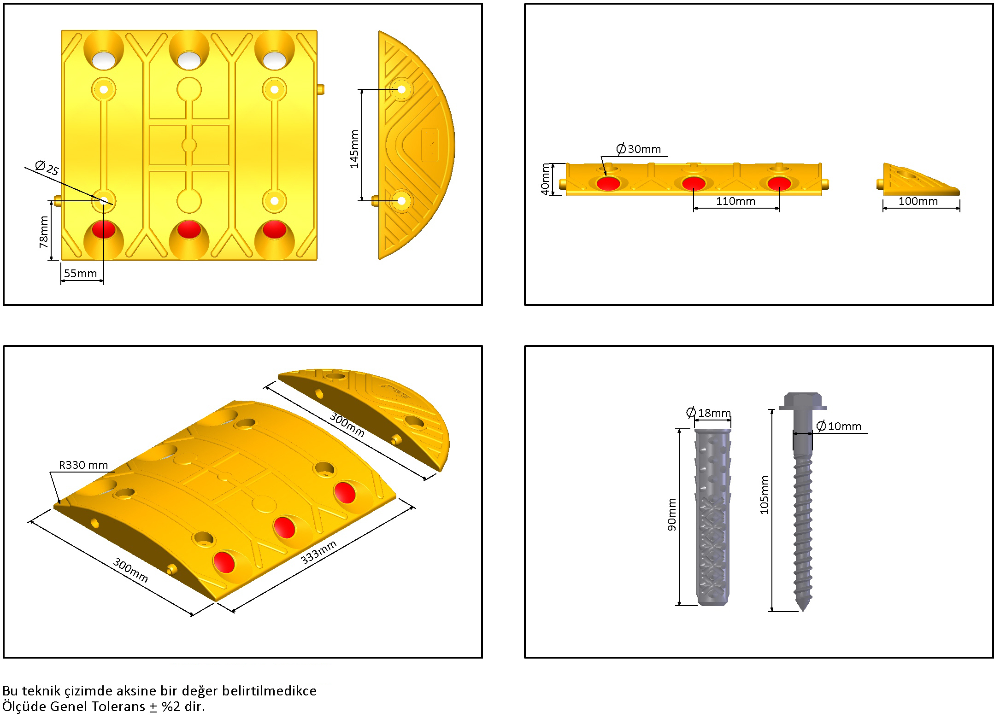 Ø25
78mm
55mm
145mm
Ø30mm
40mm
110mm
100mm
300mm
R330 mm
300mm
333mm
Ø18mm
90mm
105mm
Ø10mm
Bu teknik çizimde aksine bir değer belirtilmedikce
Ölçüde Genel Tolerans ± %2 dir.